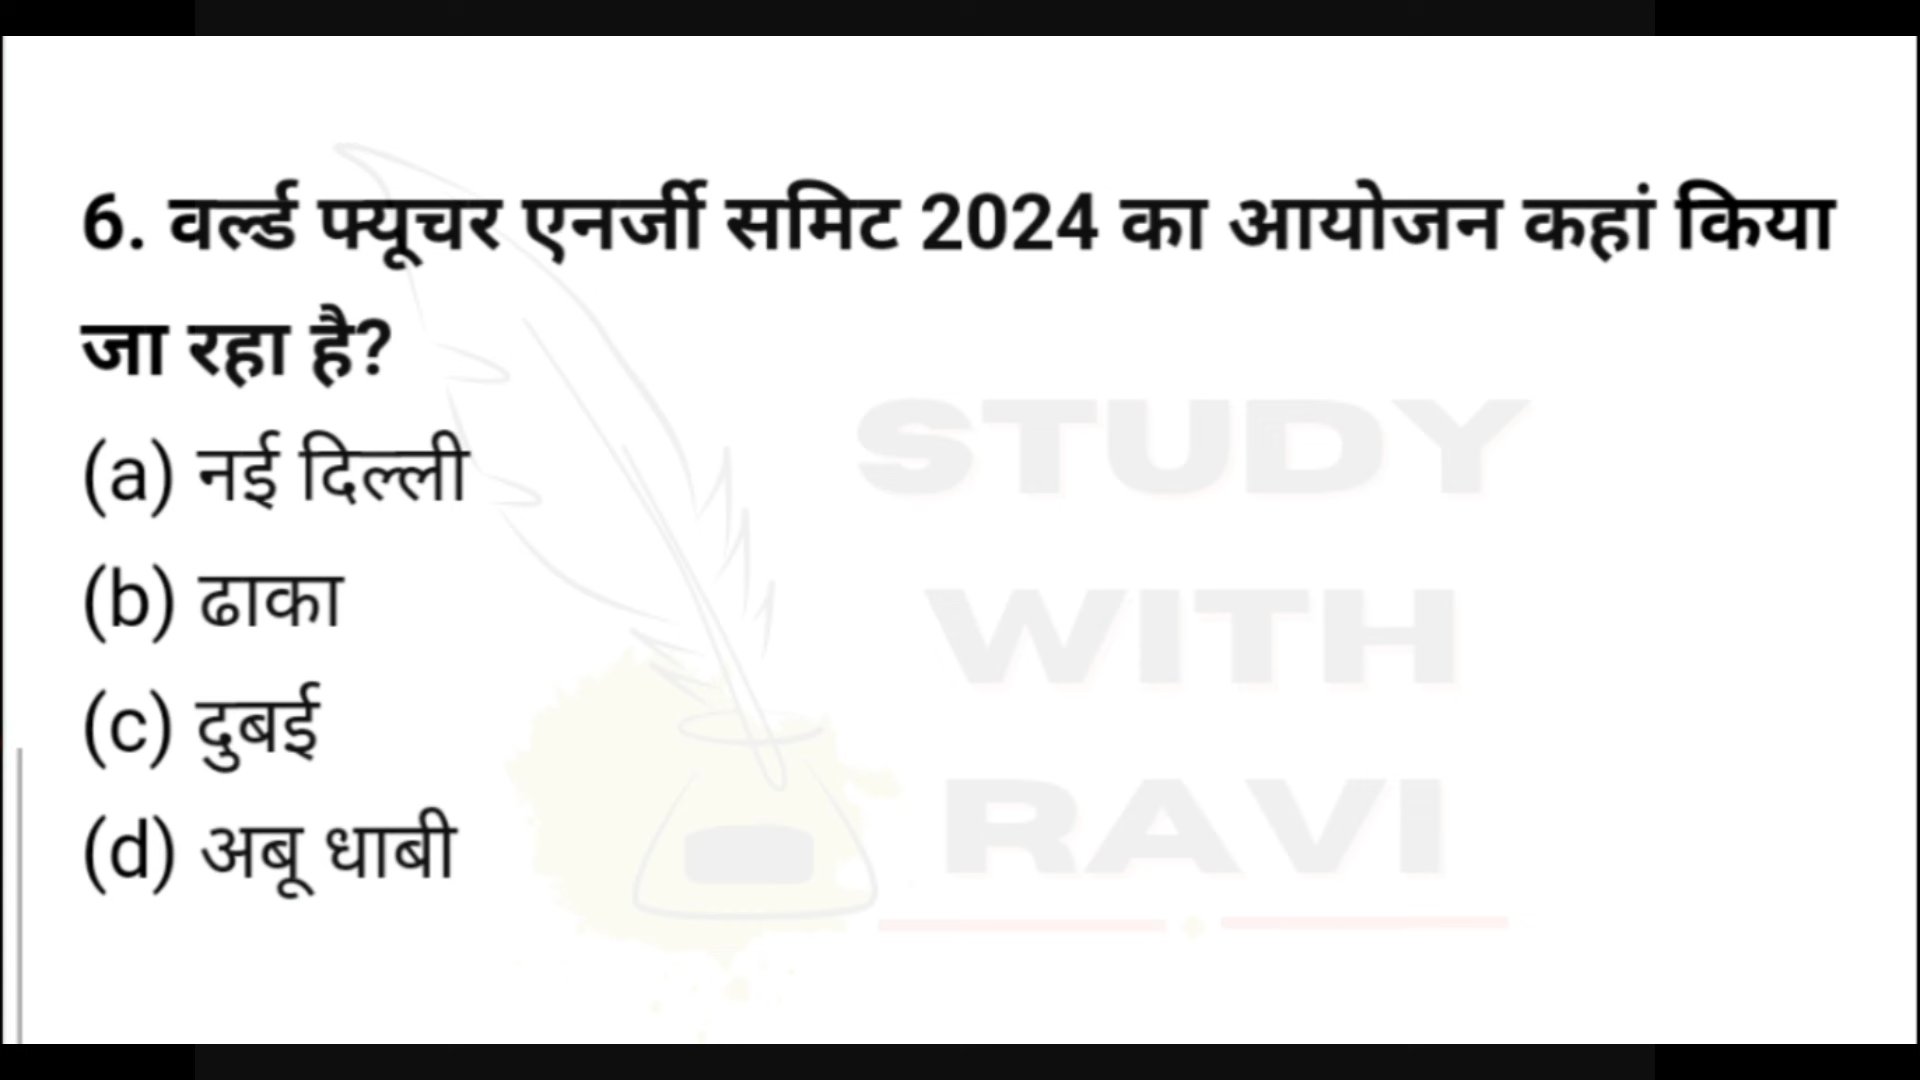 6. वर्ल्ड फ्यूचर एनर्जी समिट 2024 का आयोजन कहां किया
जा रहा है?
(a) नई दिल्ली
(b) ढाका
(c) दुबई
(d) अबू धाबी
STUDY
WITH
RAVI